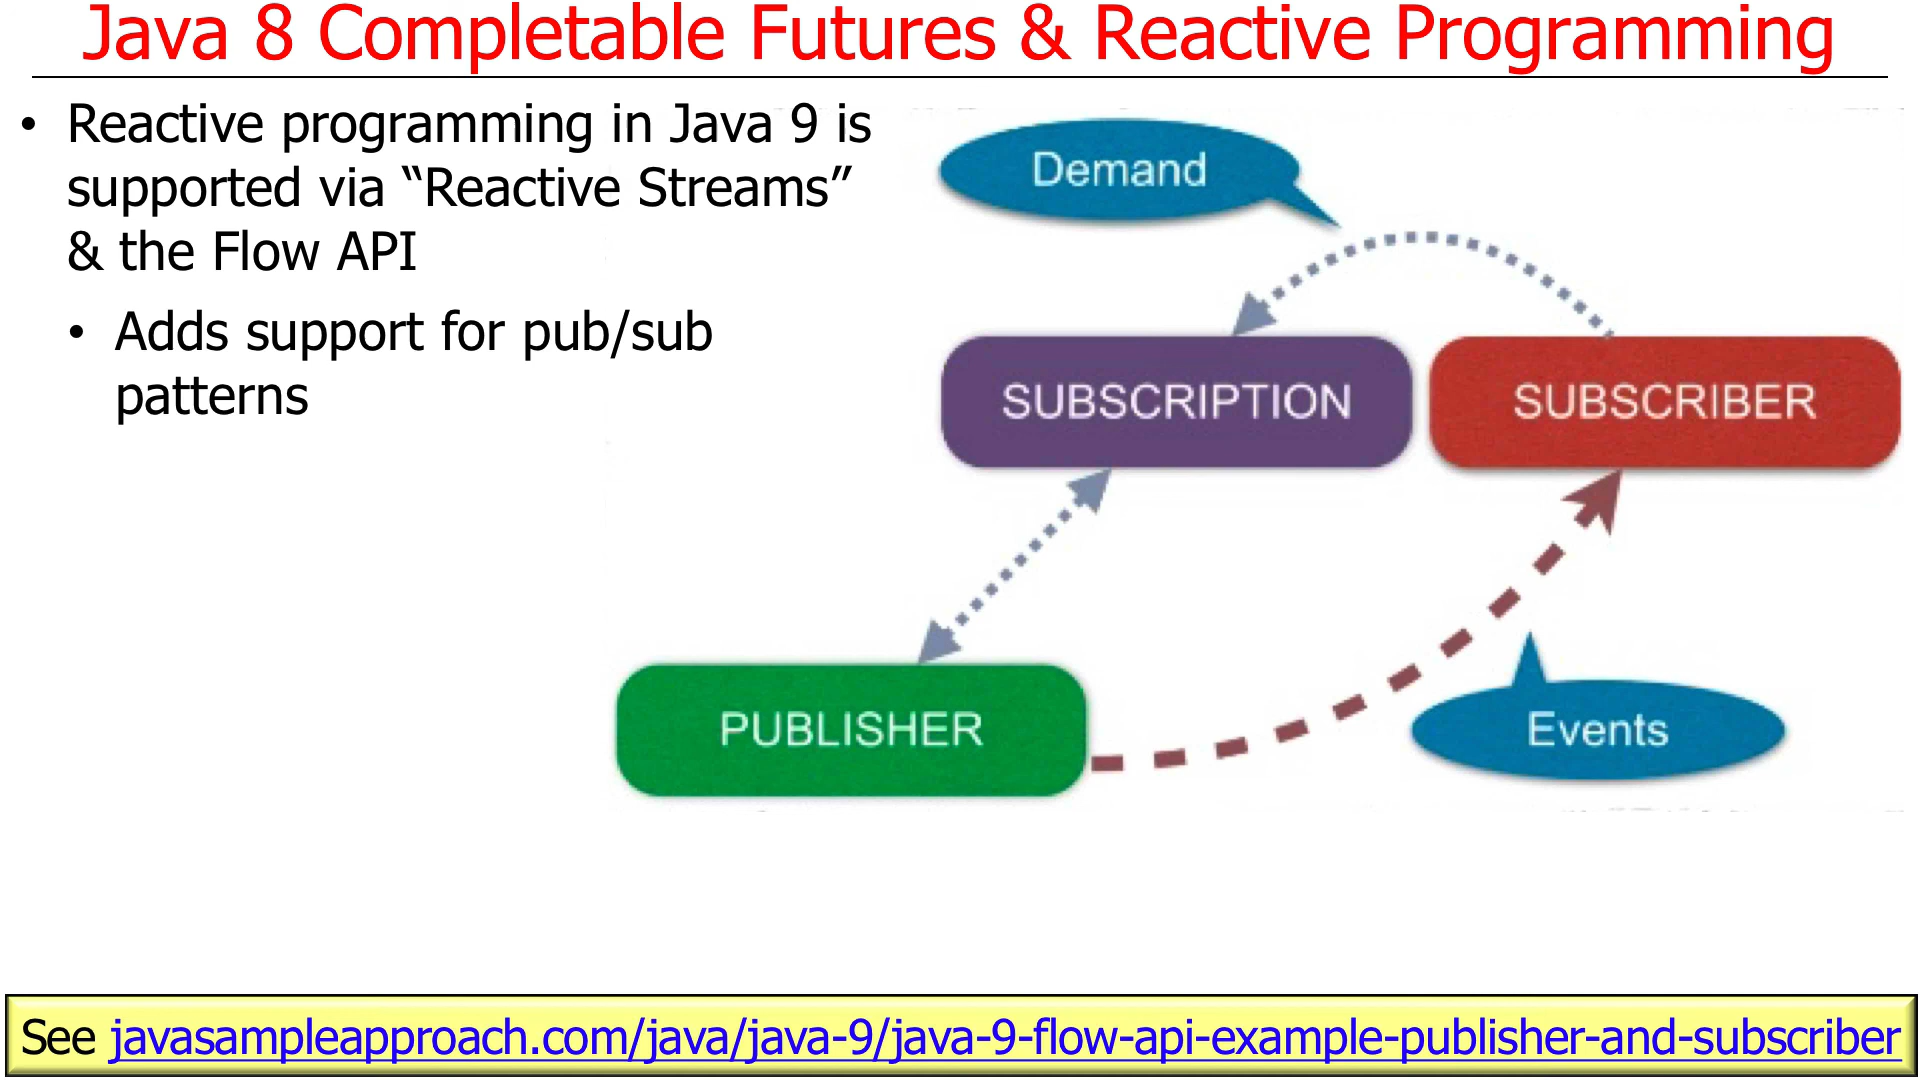 Java 8 Completable Futures & Reactive Programming
• Reactive programming in Java 9 is
supported via “Reactive Streams”
& the Flow API
• Adds support for pub/sub
patterns
Demand
SUBSCRIPTION
SUBSCRIBER
PUBLISHER
Events
See javasampleapproach.com/java/java-9/java-9-flow-api-example-publisher-and-subscriber